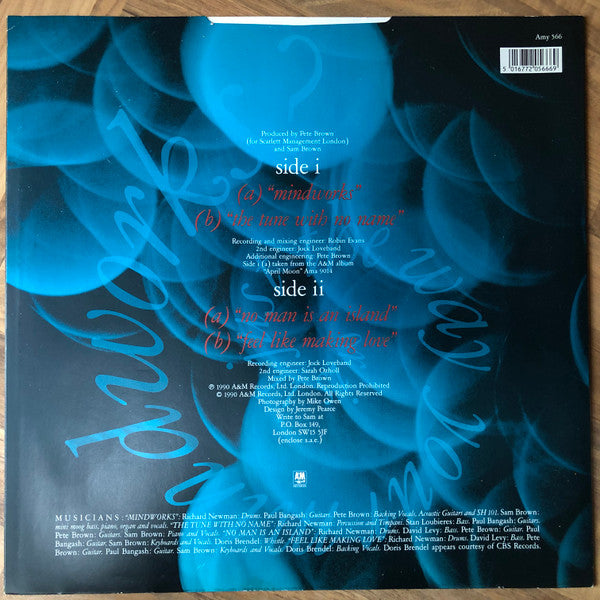 Amy 566
5 016772 056669
Produced by Pete Brown
(for Scarlett Management London)
and Sam Brown
side i
(a) "mindworks"
(b) "the tune with no name"
Recording and mixing engineer: Robin Evans
2nd engineer: Jock Loveband
Additional engineering: Pete Brown
Side i (a) taken from the A&M album
"April Moon" Ama 9014
side ii
(a) "no man is an island"
(b) "feel like making love"
Recording engineer: Jock Loveband
2nd engineer: Sarah Oxtoll
Mixed by Pete Brown
℗ 1990 A&M Records, Ltd. London. Reproduction Prohibited
© 1990 A&M Records, Ltd. London. All Rights Reserved
Photography by Mike Owen
Design by Jeremy Pearce
Write to Sam at
P.O. Box 149,
London SW15 5JF
(enclose s.a.e.)
A&M
RECORDS
MUSICIANS: "MINDWORKS": Richard Newman: Drums. Paul Bangash: Guitars. Pete Brown: Backing Vocals, Acoustic Guitars and SH 101. Sam Brown:
mini moog bass, piano, organ and vocals. "THE TUNE WITH NO NAME": Richard Newman: Percussion and Timpani. Stan Loubieres: Bass. Paul Bangash: Guitars.
Pete Brown: Guitars. Sam Brown: Piano and Vocals. "NO MAN IS AN ISLAND": Richard Newman: Drums. David Levy: Bass. Pete Brown: Guitar. Paul
Bangash: Guitar. Sam Brown: Keyboards and Vocals. Doris Brendel: Whistle. "FEEL LIKE MAKING LOVE": Richard Newman: Drums. David Levy: Bass. Pete
Brown: Guitar. Paul Bangash: Guitar. Sam Brown: Keyboards and Vocals. Doris Brendel: Backing Vocals. Doris Brendel appears courtesy of CBS Records.